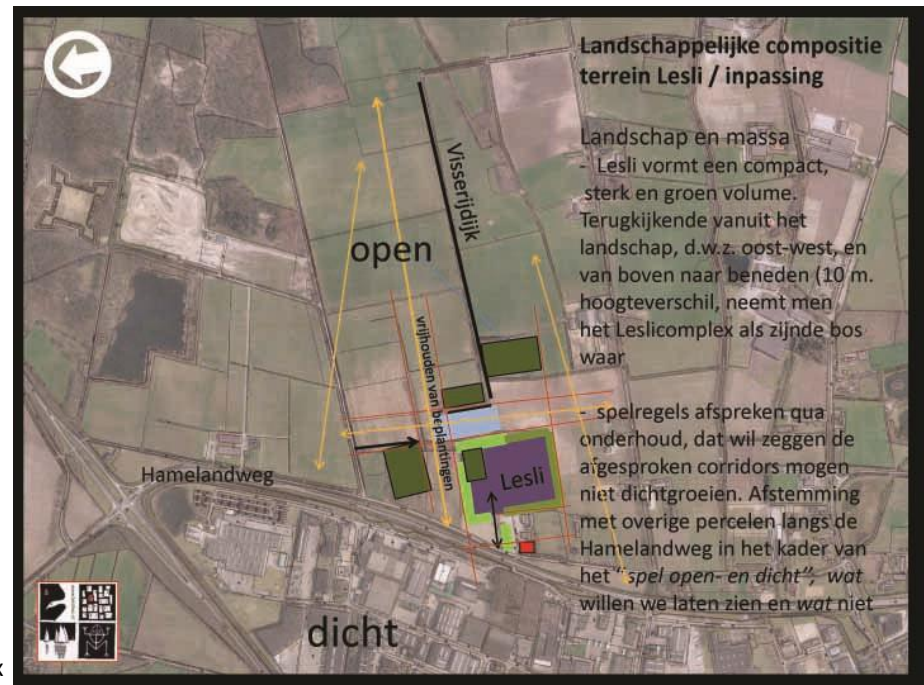 Landschappelijke compositie
terrein Lesli / inpassing
Landschap en massa
- Lesli vormt een compact,
sterk en groen volume.
Terugkijkende vanuit het
landschap, d.w.z. oost-west, en
van boven naar beneden (10 m.
hoogteverschil, neemt men
het Leslicomplex als zijnde bos
waar
- spelregels afspreken qua
onderhoud, dat wil zeggen de
afgesproken corridors mogen
niet dichtgroeien. Afstemming
met overige percelen langs de
Hamelandweg in het kader van
het "spel open- en dicht", wat
willen we laten zien en wat niet
Visserijdijk
open
vrijhouden van beplantingen
Hamelandweg
Lesli
dicht
x